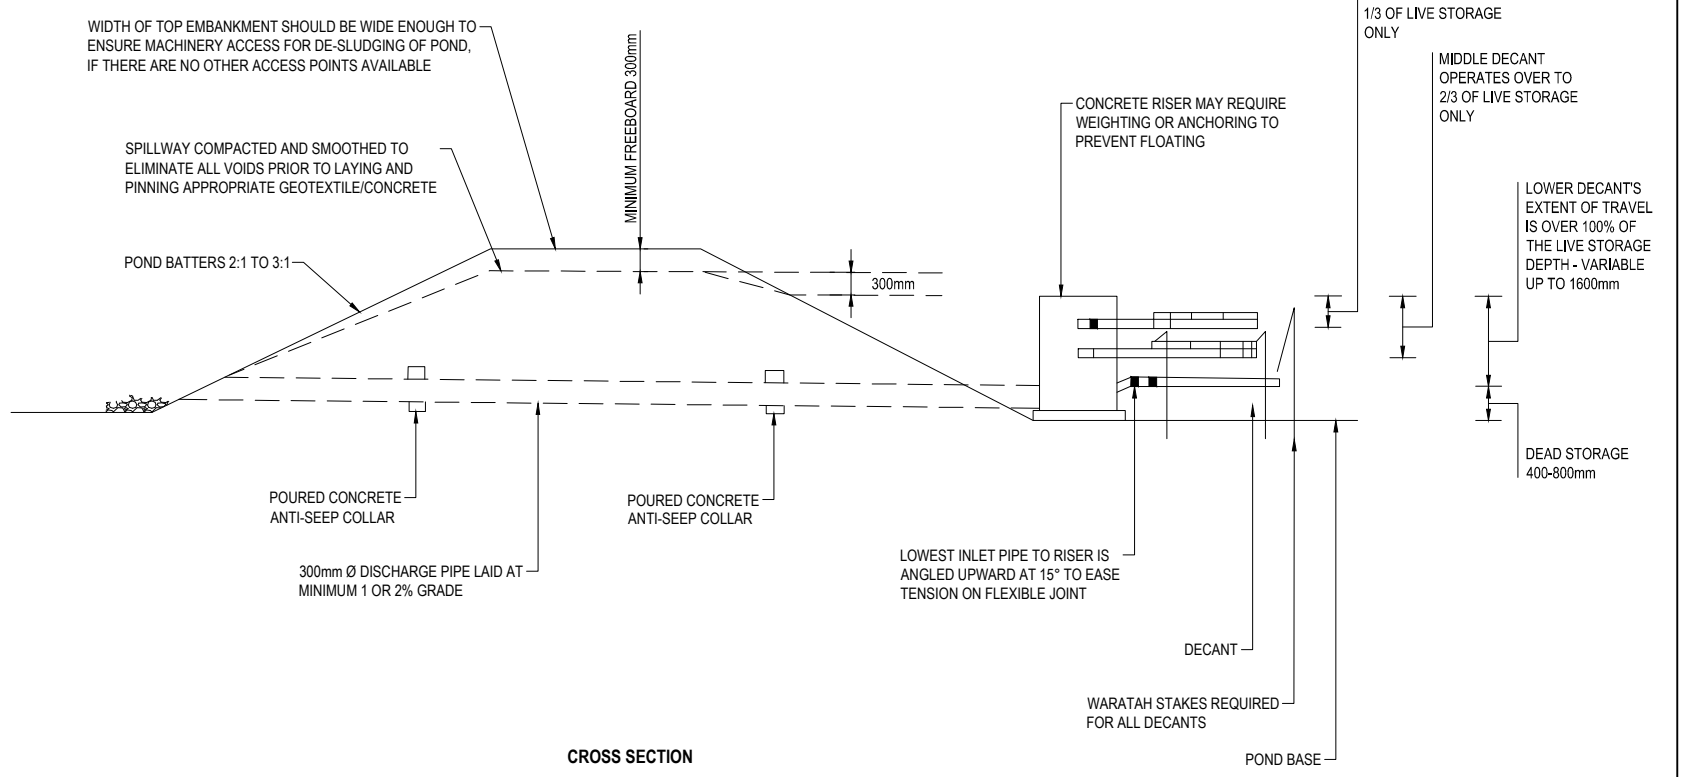 WIDTH OF TOP EMBANKMENT SHOULD BE WIDE ENOUGH TO
ENSURE MACHINERY ACCESS FOR DE-SLUDGING OF POND,
IF THERE ARE NO OTHER ACCESS POINTS AVAILABLE
SPILLWAY COMPACTED AND SMOOTHED TO
ELIMINATE ALL VOIDS PRIOR TO LAYING AND
PINNING APPROPRIATE GEOTEXTILE/CONCRETE
POND BATTERS 2:1 TO 3:1
MINIMUM FREEBOARD 300mm
300mm
CONCRETE RISER MAY REQUIRE
WEIGHTING OR ANCHORING TO
PREVENT FLOATING
1/3 OF LIVE STORAGE
ONLY
MIDDLE DECANT
OPERATES OVER TO
2/3 OF LIVE STORAGE
ONLY
LOWER DECANT'S
EXTENT OF TRAVEL
IS OVER 100% OF
THE LIVE STORAGE
DEPTH - VARIABLE
UP TO 1600mm
DEAD STORAGE
400-800mm
POURED CONCRETE
ANTI-SEEP COLLAR
POURED CONCRETE
ANTI-SEEP COLLAR
300mm Ø DISCHARGE PIPE LAID AT
MINIMUM 1 OR 2% GRADE
LOWEST INLET PIPE TO RISER IS
ANGLED UPWARD AT 15° TO EASE
TENSION ON FLEXIBLE JOINT
DECANT
WARATAH STAKES REQUIRED
FOR ALL DECANTS
POND BASE
CROSS SECTION